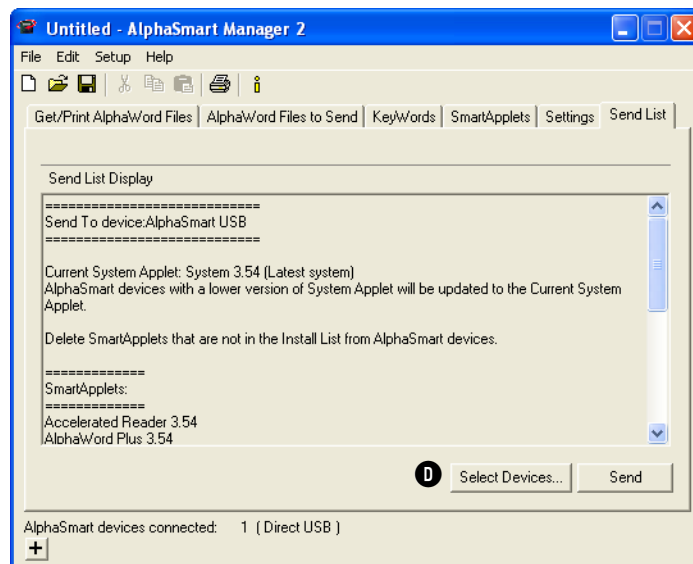 Untitled - AlphaSmart Manager 2
File Edit Setup Help
Get/Print AlphaWord Files AlphaWord Files to Send KeyWords SmartApplets Settings Send List
Send List Display
=============================
Send To device:AlphaSmart USB
=============================
Current System Applet: System 3.54 (Latest system)
AlphaSmart devices with a lower version of System Applet will be updated to the Current System
Applet.
Delete SmartApplets that are not in the Install List from AlphaSmart devices.
=============
SmartApplets:
=============
Accelerated Reader 3.54
AlphaWord Plus 3.54
D Select Devices... Send
AlphaSmart devices connected: 1 ( Direct USB )
+